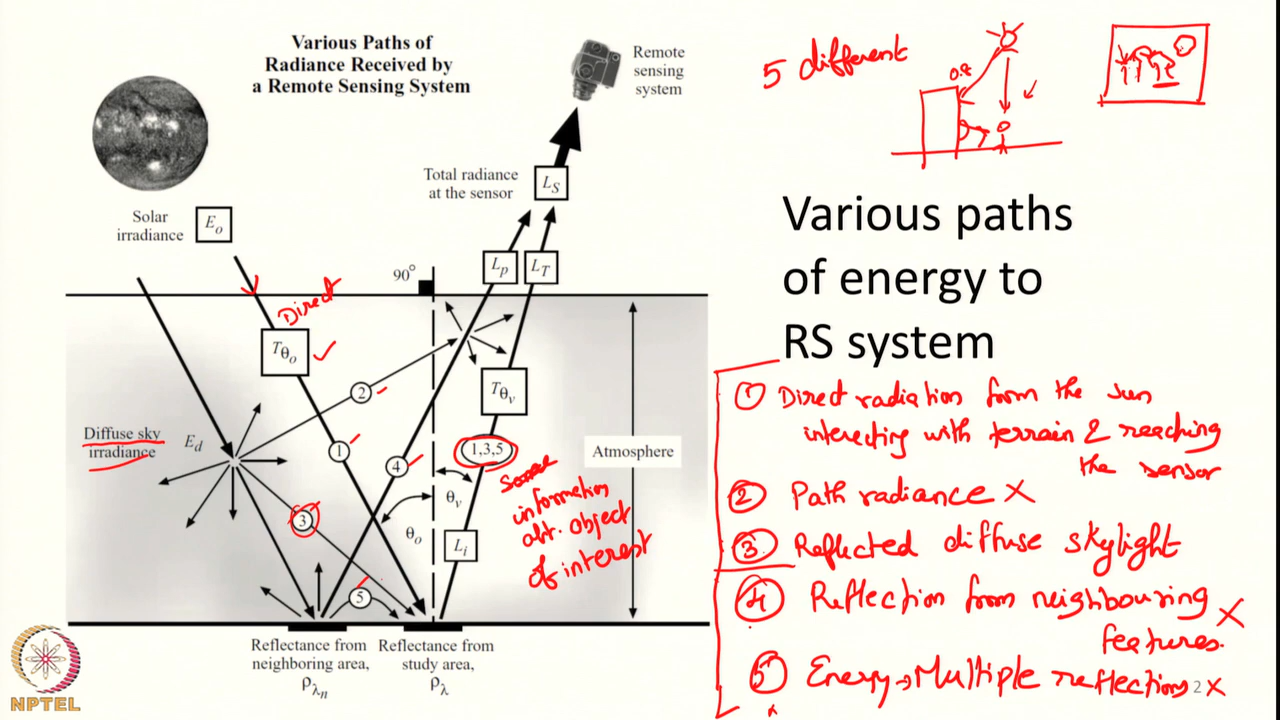 Various Paths of
Radiance Received by
a Remote Sensing System
Remote
sensing
system
Total radiance
at the sensor
L_S
Solar
irradiance
E_o
90°
L_p
L_T
Direct
T_θo
2
T_θv
Diffuse sky
irradiance
E_d
1
4
1,3,5
Atmosphere
θ_v
information
abt. object
of interest
3
θ_o
L_i
5
Reflectance from
neighboring area,
ρ_λn
Reflectance from
study area,
ρ_λ
NPTEL
5 different
Various paths
of energy to
RS system
① Direct radiation from the sun
interecting with terrain & reaching
the sensor
② Path radiance X
③ Reflected diffuse skylight
④ Reflection from neighbouring X
features.
⑤ Energy → Multiple reflections X
2